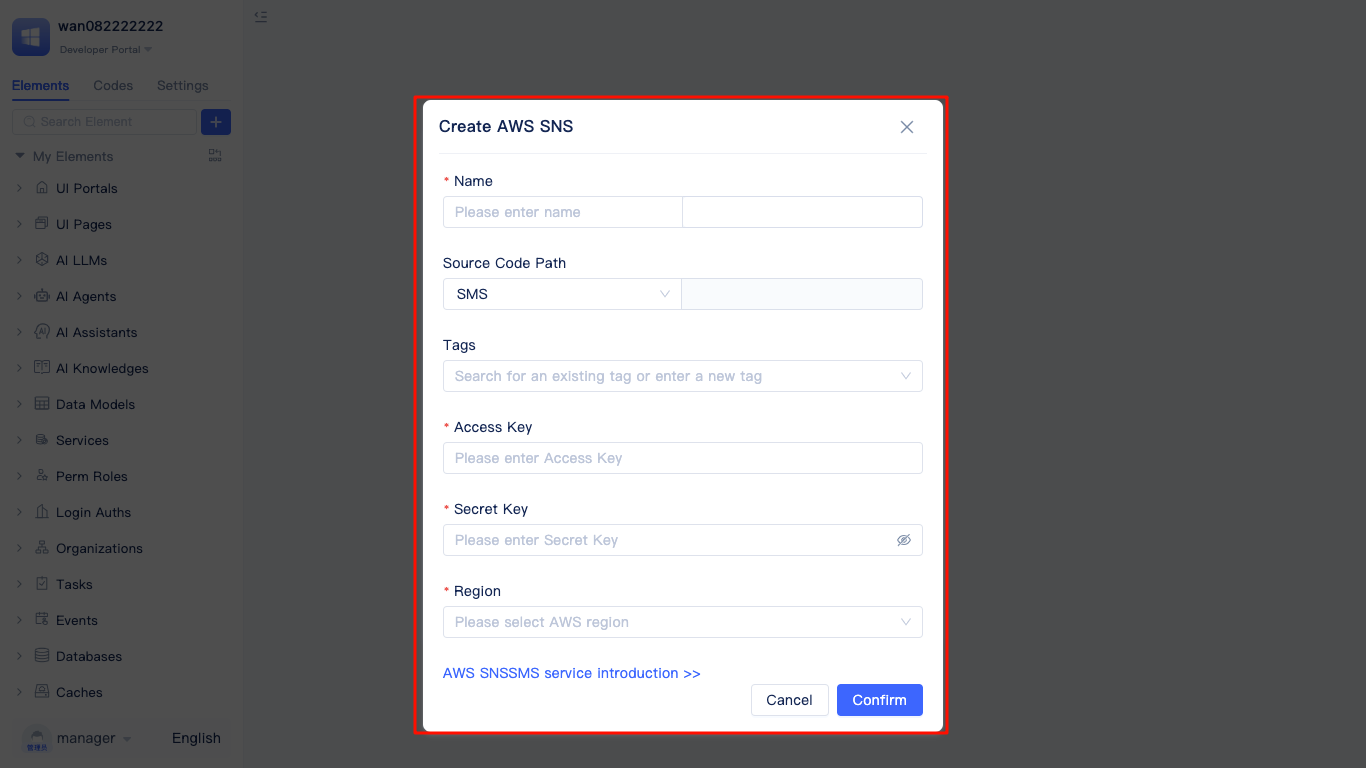 wan082222222
Developer Portal
Elements Codes Settings
Search Element
My Elements
UI Portals
UI Pages
AI LLMs
AI Agents
AI Assistants
AI Knowledges
Data Models
Services
Perm Roles
Login Auths
Organizations
Tasks
Events
Databases
Caches
管理员
manager
English
Create AWS SNS
* Name
Please enter name
Source Code Path
SMS
Tags
Search for an existing tag or enter a new tag
* Access Key
Please enter Access Key
* Secret Key
Please enter Secret Key
* Region
Please select AWS region
AWS SNSSMS service introduction >>
Cancel Confirm